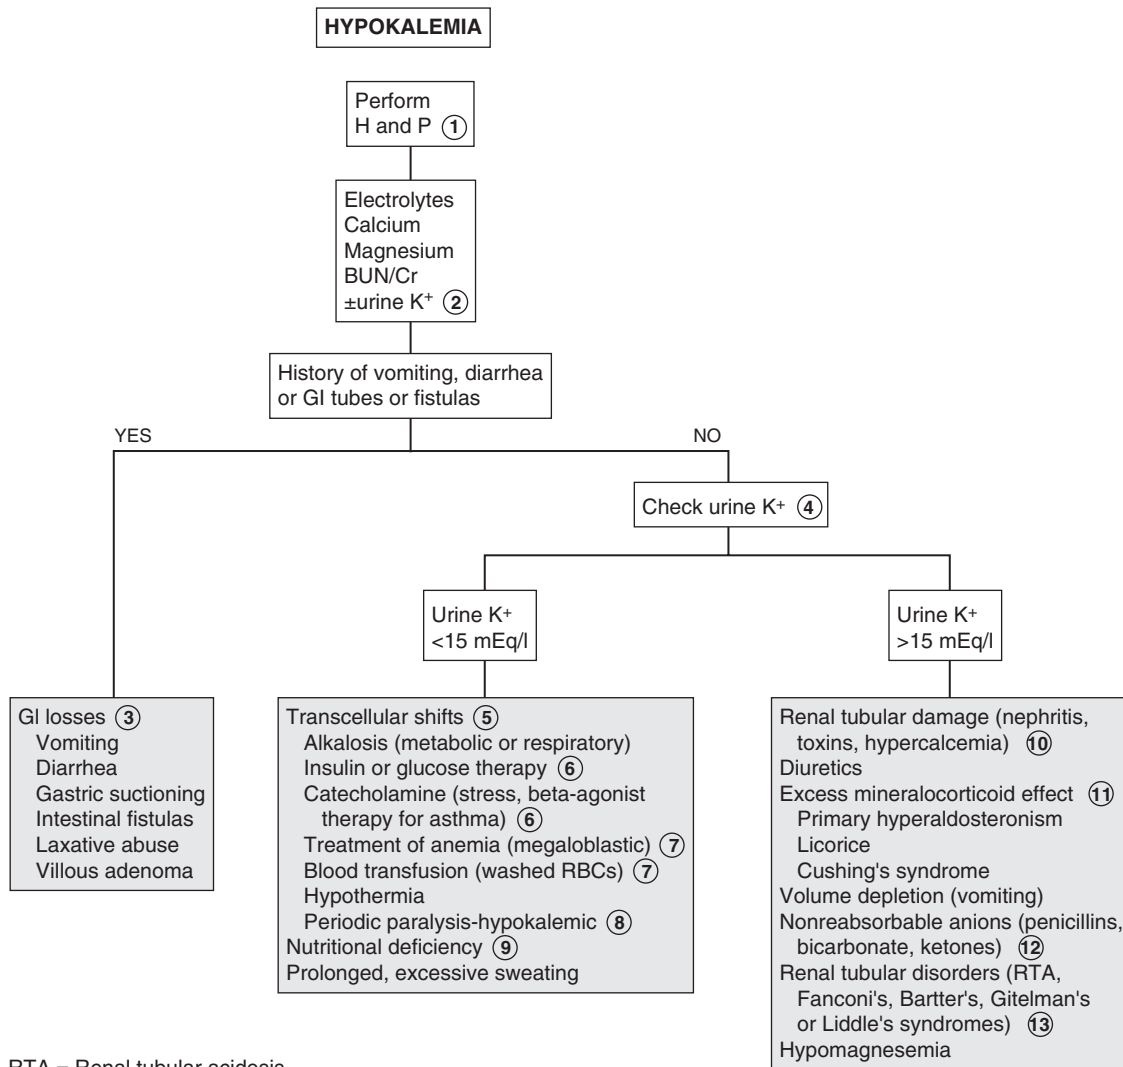 HYPOKALEMIA
Perform
H and P ①
Electrolytes
Calcium
Magnesium
BUN/Cr
±urine K⁺ ②
History of vomiting, diarrhea
or GI tubes or fistulas
YES
NO
Check urine K⁺ ④
Urine K⁺
<15 mEq/l
Urine K⁺
>15 mEq/l
GI losses ③
Vomiting
Diarrhea
Gastric suctioning
Intestinal fistulas
Laxative abuse
Villous adenoma
Transcellular shifts ⑤
Alkalosis (metabolic or respiratory)
Insulin or glucose therapy ⑥
Catecholamine (stress, beta-agonist
therapy for asthma) ⑥
Treatment of anemia (megaloblastic) ⑦
Blood transfusion (washed RBCs) ⑦
Hypothermia
Periodic paralysis-hypokalemic ⑧
Nutritional deficiency ⑨
Prolonged, excessive sweating
Renal tubular damage (nephritis,
toxins, hypercalcemia) ⑩
Diuretics
Excess mineralocorticoid effect ⑪
Primary hyperaldosteronism
Licorice
Cushing's syndrome
Volume depletion (vomiting)
Nonreabsorbable anions (penicillins,
bicarbonate, ketones) ⑫
Renal tubular disorders (RTA,
Fanconi's, Bartter's, Gitelman's
or Liddle's syndromes) ⑬
Hypomagnesemia
RTA = Renal tubular acidosis